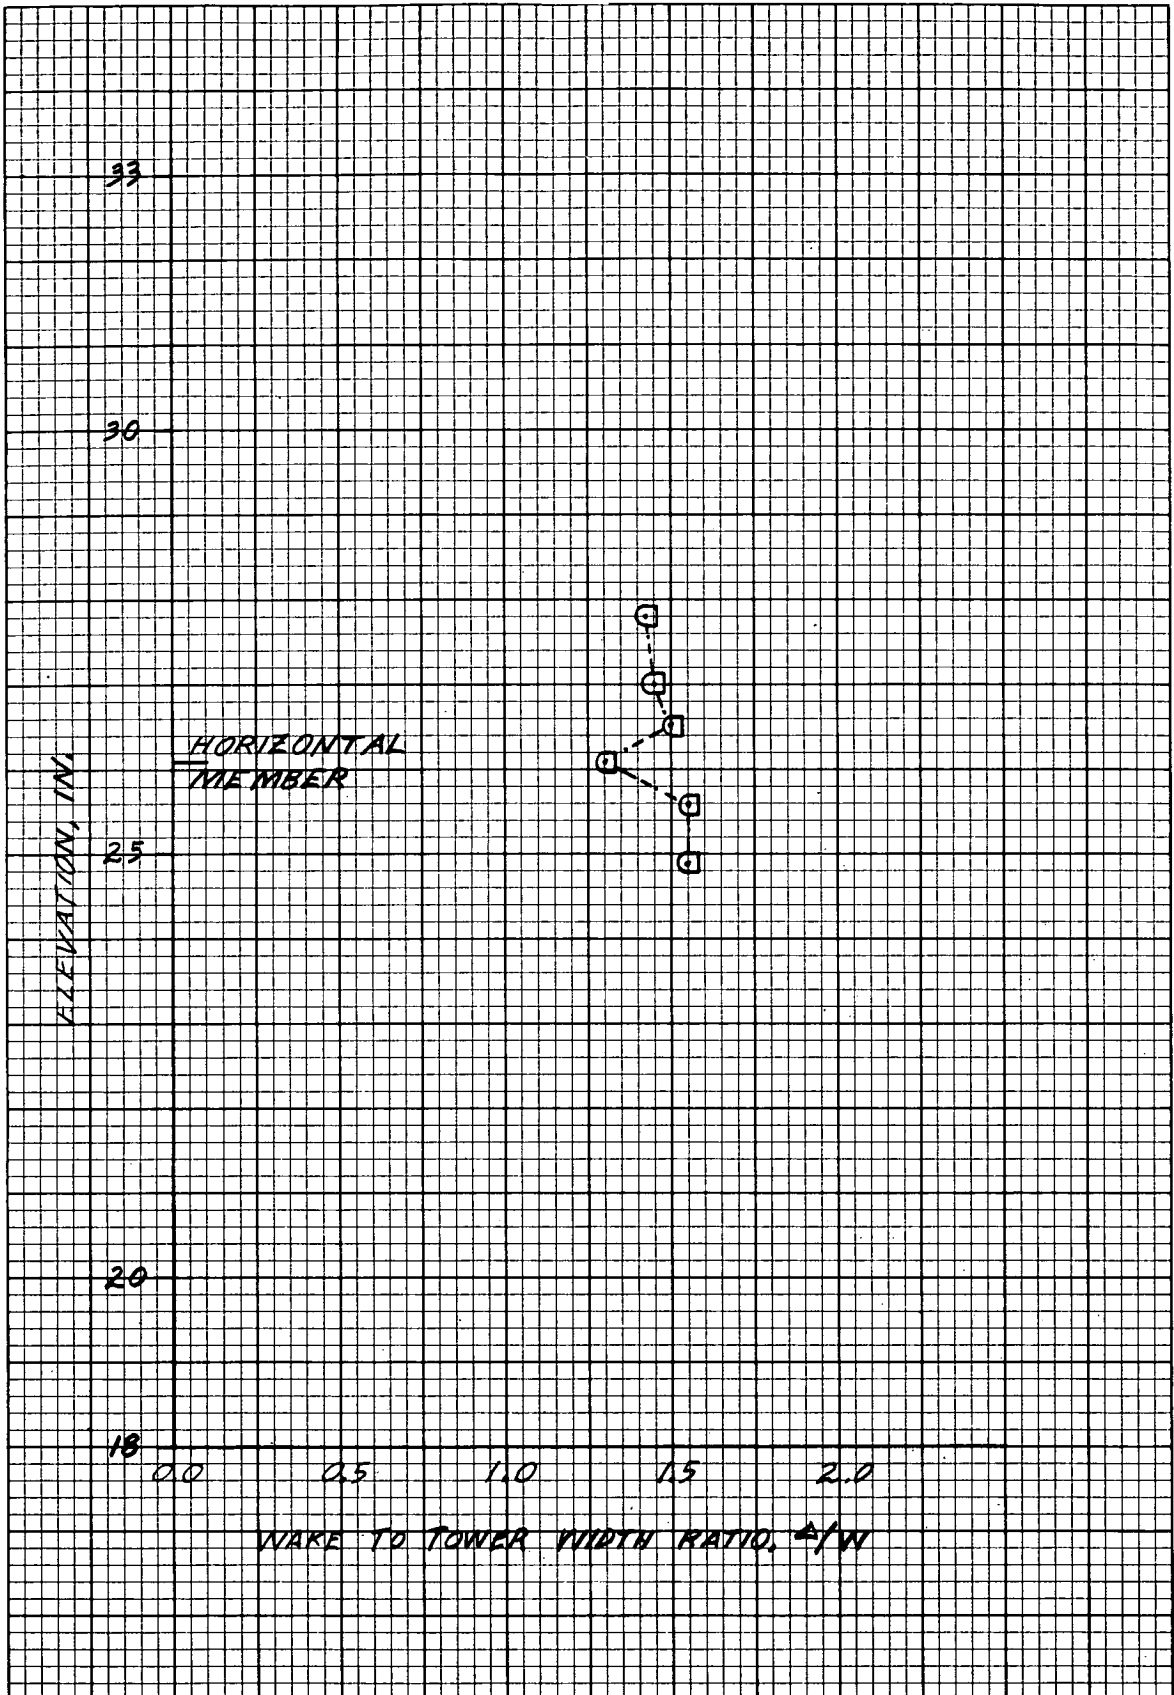 33
30
HORIZONTAL
MEMBER
ELEVATION, IN.
25
20
18
0.0 0.5 1.0 1.5 2.0
WAKE TO TOWER WIDTH RATIO, Δ/W